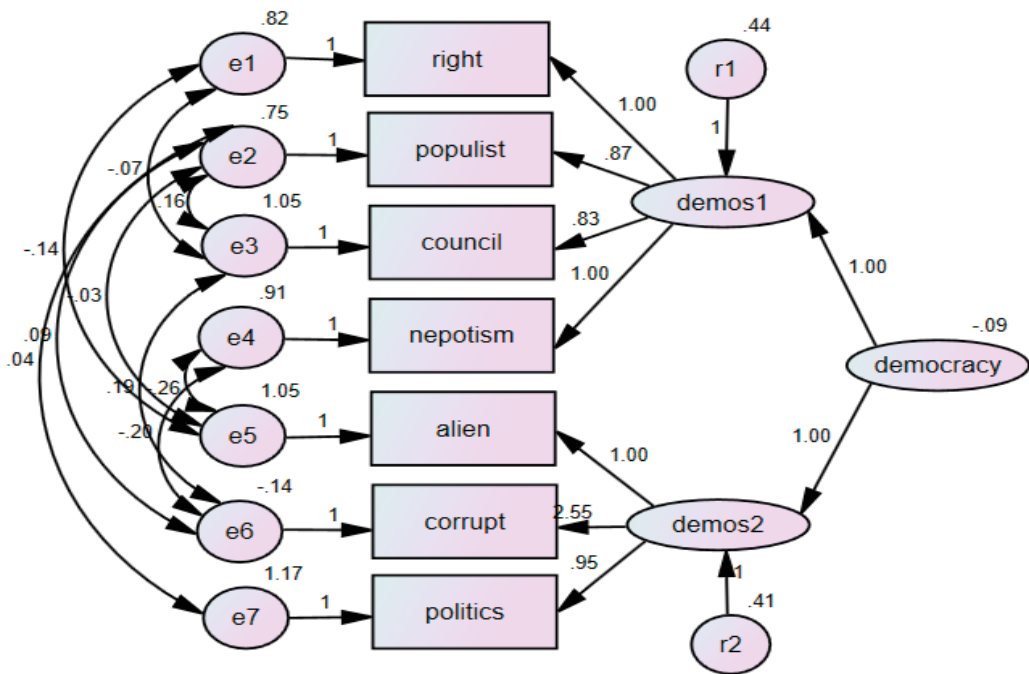 .82
e1
1
right
.44
r1
1
1.00
.75
e2
1
populist
.87
demos1
-.07
.16
1.05
e3
1
council
.83
1.00
1.00
-.14
-.03
.91
e4
1
nepotism
-.09
democracy
.09
.04
.19
-.26
-.20
1.05
e5
1
alien
1.00
1.00
-.14
e6
1
corrupt
2.55
demos2
1.17
e7
1
politics
.95
1
.41
r2